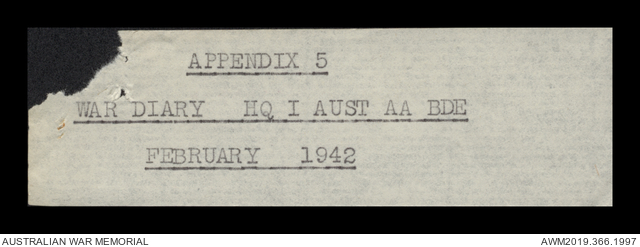 APPENDIX 5
WAR DIARY HQ I AUST AA BDE
FEBRUARY 1942
AUSTRALIAN WAR MEMORIAL
AWM2019.366.1997